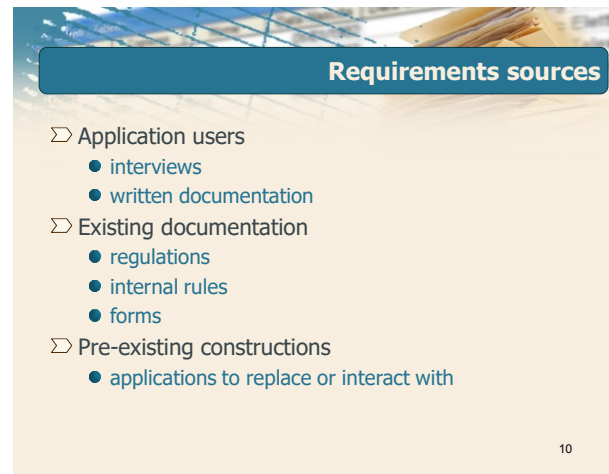 Requirements sources
Application users
interviews
written documentation
Existing documentation
regulations
internal rules
forms
Pre-existing constructions
applications to replace or interact with
10